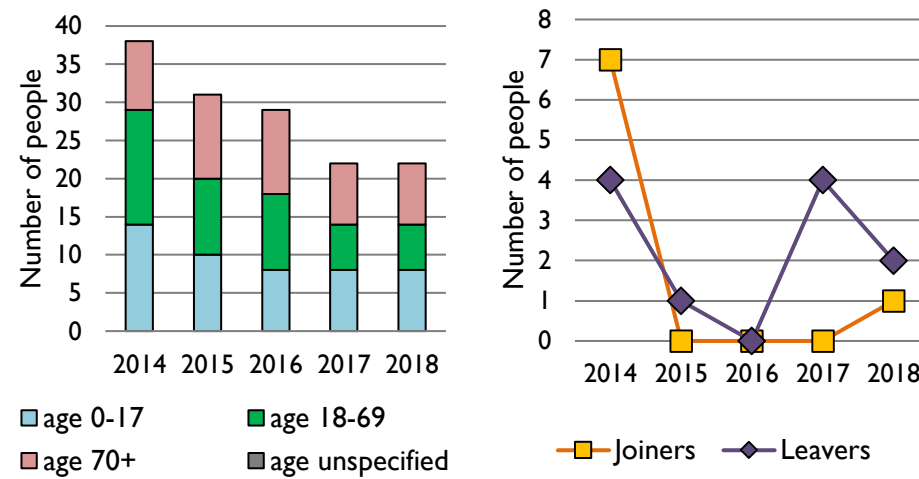 Number of people
40
35
30
25
20
15
10
5
0
2014 2015 2016 2017 2018
age 0-17 age 18-69
age 70+ age unspecified
Number of people
8
7
6
5
4
3
2
1
0
2014 2015 2016 2017 2018
Joiners Leavers